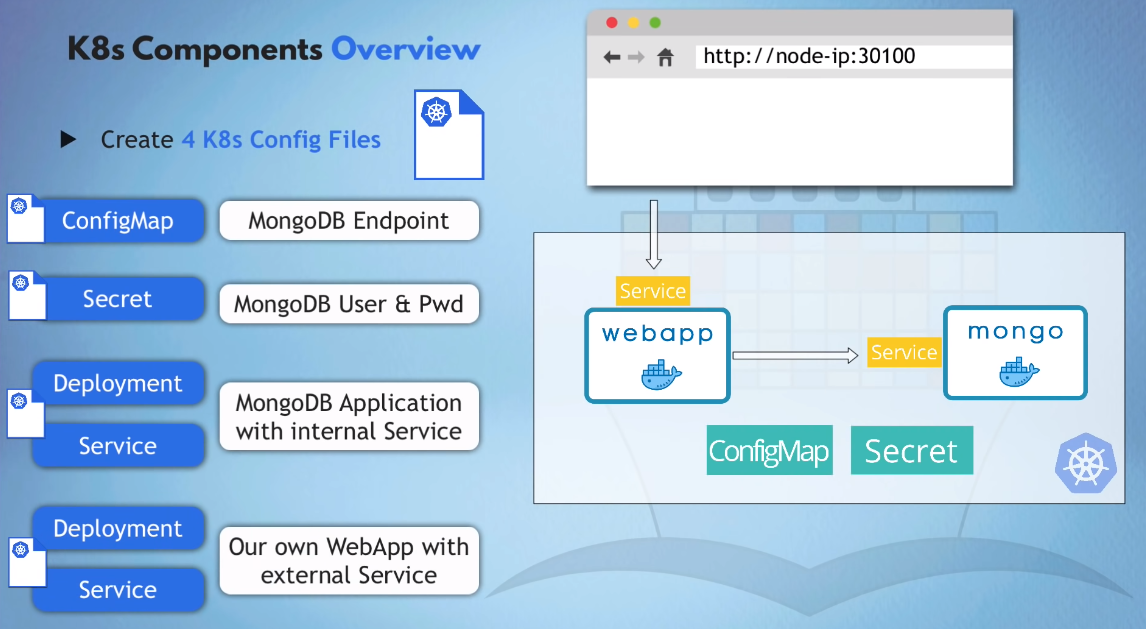 K8s Components Overview
Create 4 K8s Config Files
ConfigMap
MongoDB Endpoint
Secret
MongoDB User & Pwd
Deployment
Service
MongoDB Application
with internal Service
Deployment
Service
Our own WebApp with
external Service
http://node-ip:30100
Service
webapp
Service
mongo
ConfigMap
Secret